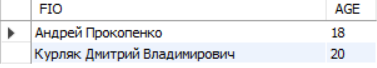 FIO AGE
Андрей Прокопенко 18
Курляк Дмитрий Владимирович 20